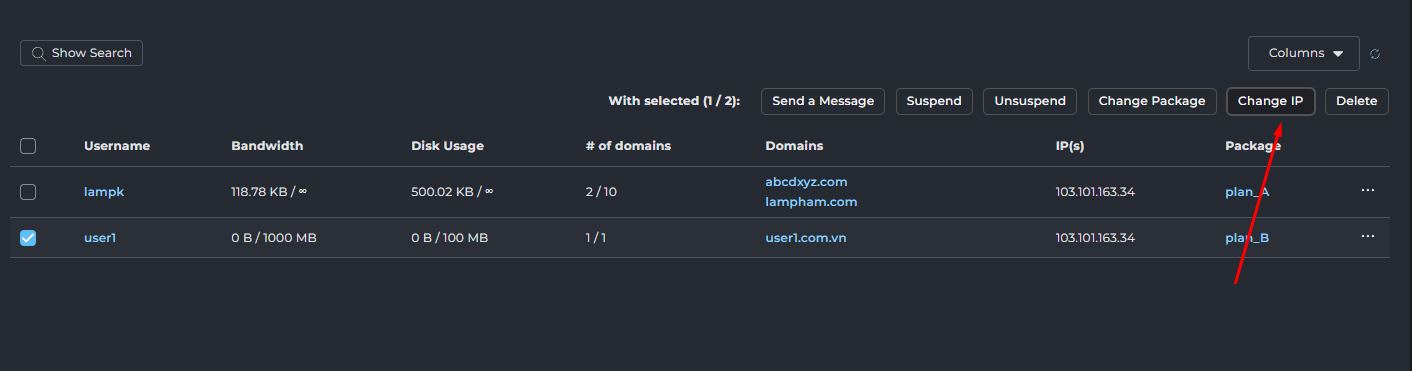 Show Search
Columns
With selected (1 / 2): Send a Message Suspend Unsuspend Change Package Change IP Delete
Username Bandwidth Disk Usage # of domains Domains IP(s) Package
lampk 118.78 KB / ∞ 500.02 KB / ∞ 2 / 10 abcdxyz.com 103.101.163.34 plan_A ...
lampham.com
user1 0 B / 1000 MB 0 B / 100 MB 1 / 1 user1.com.vn 103.101.163.34 plan_B ...